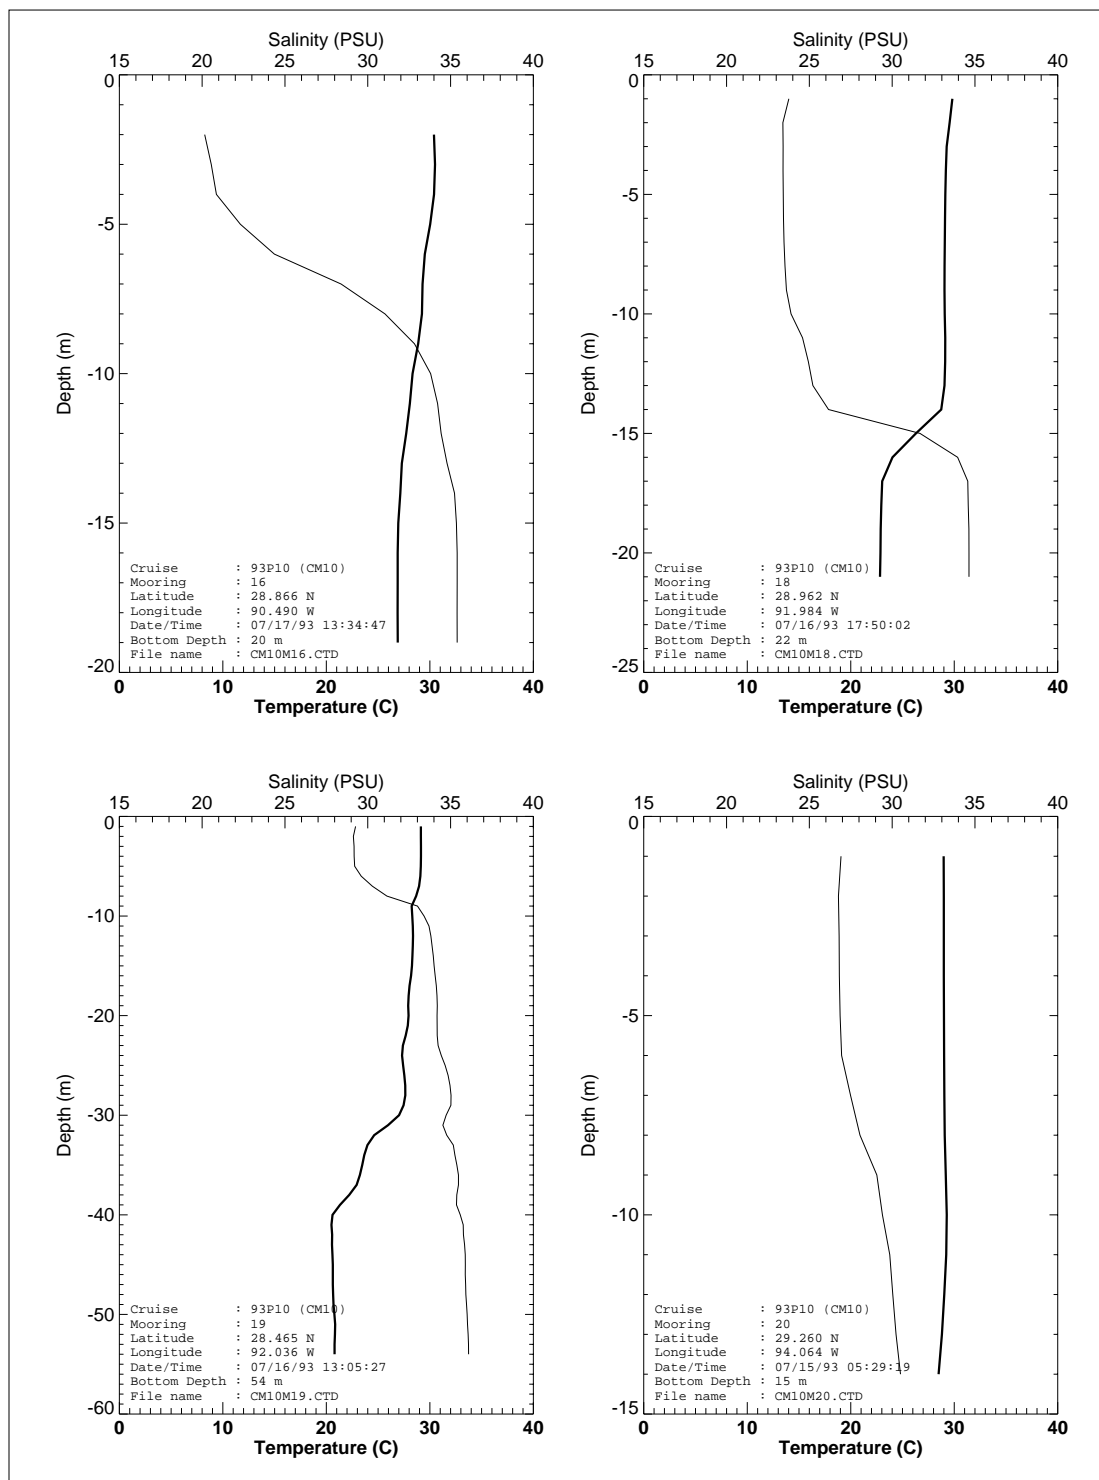 Salinity (PSU)
15 20 25 30 35 40
0
-5
-10
-15
-20
Depth (m)
Cruise : 93P10 (CM10)
Mooring : 16
Latitude : 28.866 N
Longitude : 90.490 W
Date/Time : 07/17/93 13:34:47
Bottom Depth : 20 m
File name : CM10M16.CTD
0 10 20 30 40
Temperature (C)
Salinity (PSU)
15 20 25 30 35 40
0
-5
-10
-15
-20
-25
Depth (m)
Cruise : 93P10 (CM10)
Mooring : 18
Latitude : 28.962 N
Longitude : 91.984 W
Date/Time : 07/16/93 17:50:02
Bottom Depth : 22 m
File name : CM10M18.CTD
0 10 20 30 40
Temperature (C)
Salinity (PSU)
15 20 25 30 35 40
0
-10
-20
-30
-40
-50
-60
Depth (m)
Cruise : 93P10 (CM10)
Mooring : 19
Latitude : 28.465 N
Longitude : 92.036 W
Date/Time : 07/16/93 13:05:27
Bottom Depth : 54 m
File name : CM10M19.CTD
0 10 20 30 40
Temperature (C)
Salinity (PSU)
15 20 25 30 35 40
0
-5
-10
-15
Depth (m)
Cruise : 93P10 (CM10)
Mooring : 20
Latitude : 29.260 N
Longitude : 94.064 W
Date/Time : 07/15/93 05:29:19
Bottom Depth : 15 m
File name : CM10M20.CTD
0 10 20 30 40
Temperature (C)